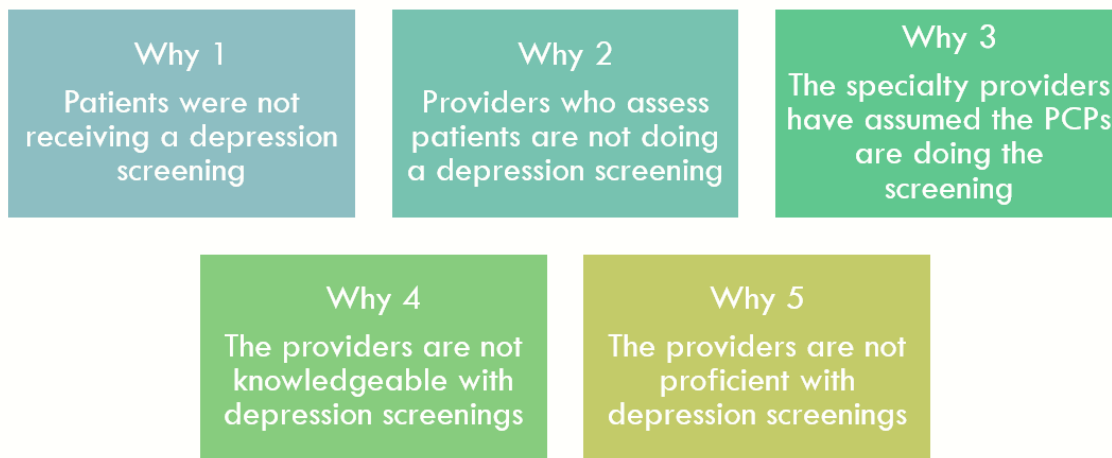 Why 1
Patients were not
receiving a depression
screening
Why 2
Providers who assess
patients are not doing
a depression screening
Why 3
The specialty providers
have assumed the PCPs
are doing the
screening
Why 4
The providers are not
knowledgeable with
depression screenings
Why 5
The providers are not
proficient with
depression screenings